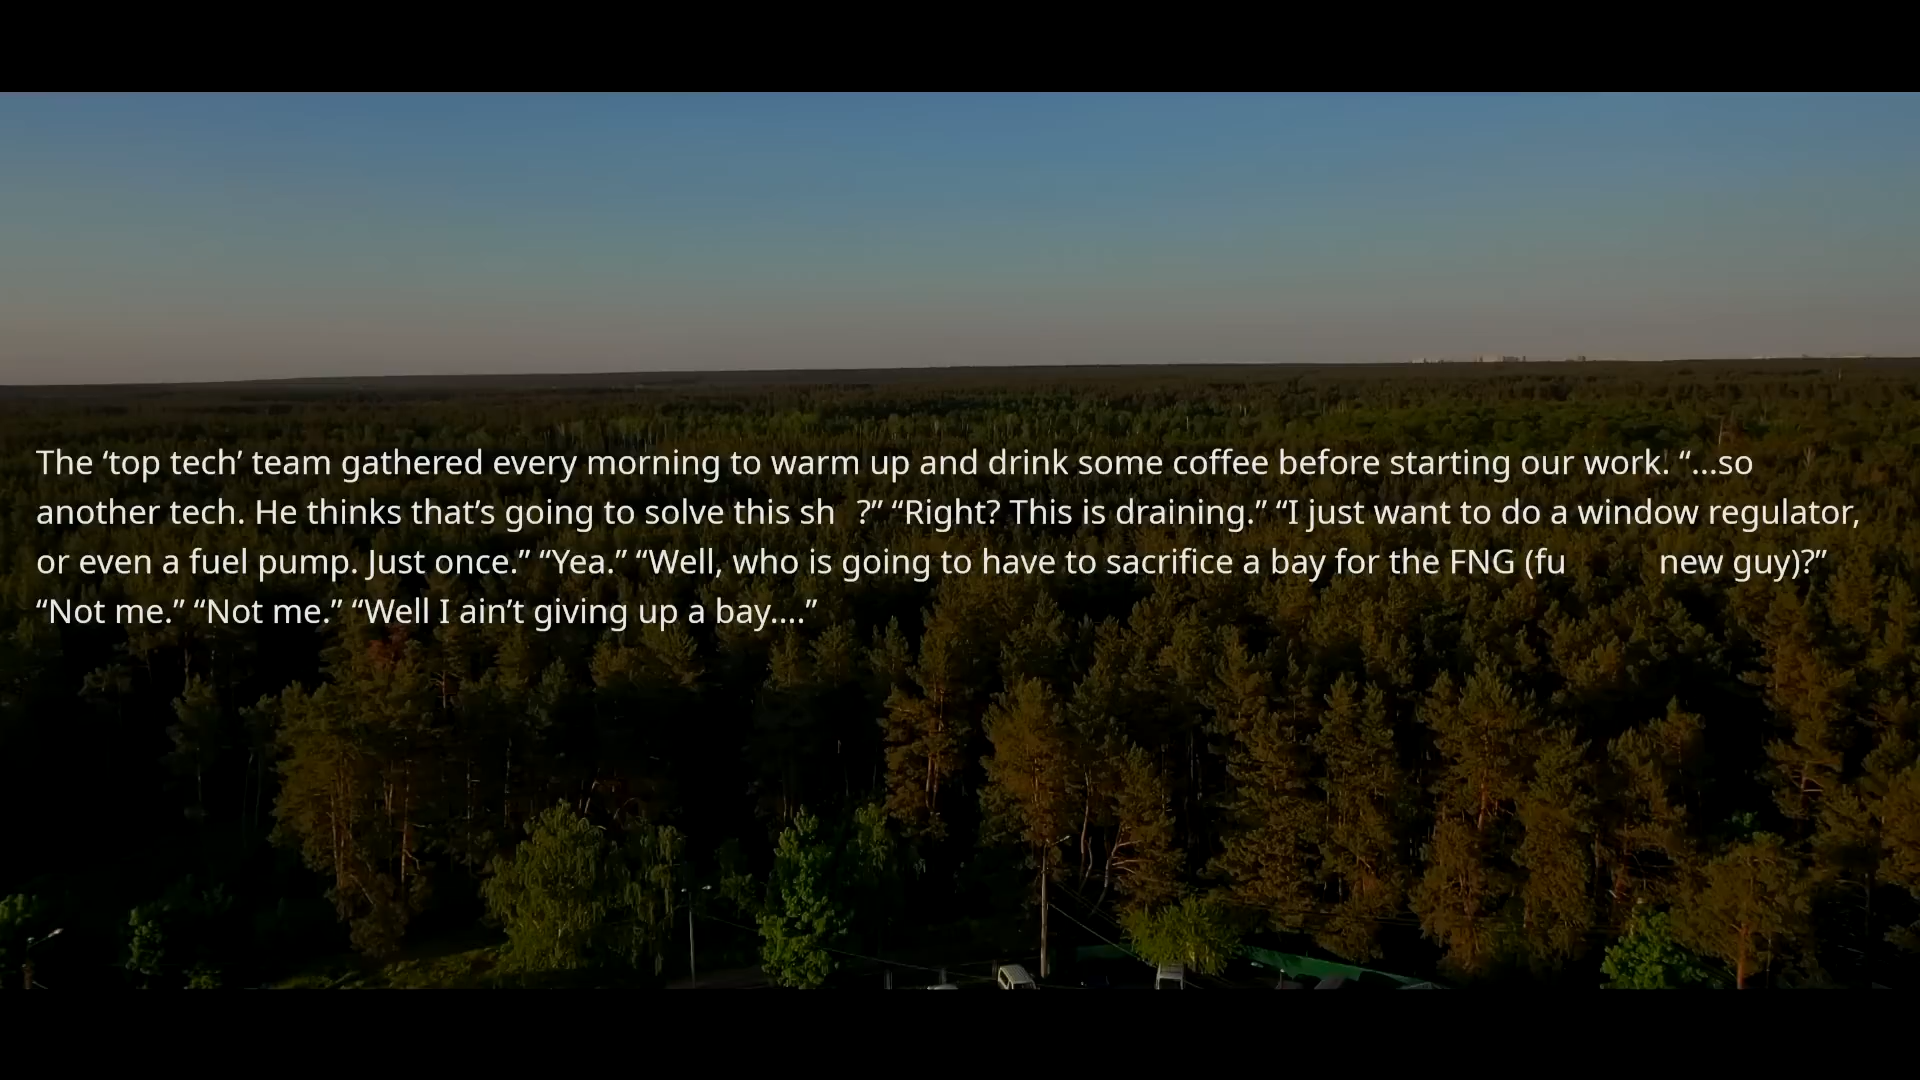 The ‘top tech’ team gathered every morning to warm up and drink some coffee before starting our work. “...so
another tech. He thinks that’s going to solve this sh ?” “Right? This is draining.” “I just want to do a window regulator,
or even a fuel pump. Just once.” “Yea.” “Well, who is going to have to sacrifice a bay for the FNG (fu new guy)?”
“Not me.” “Not me.” “Well I ain’t giving up a bay....”